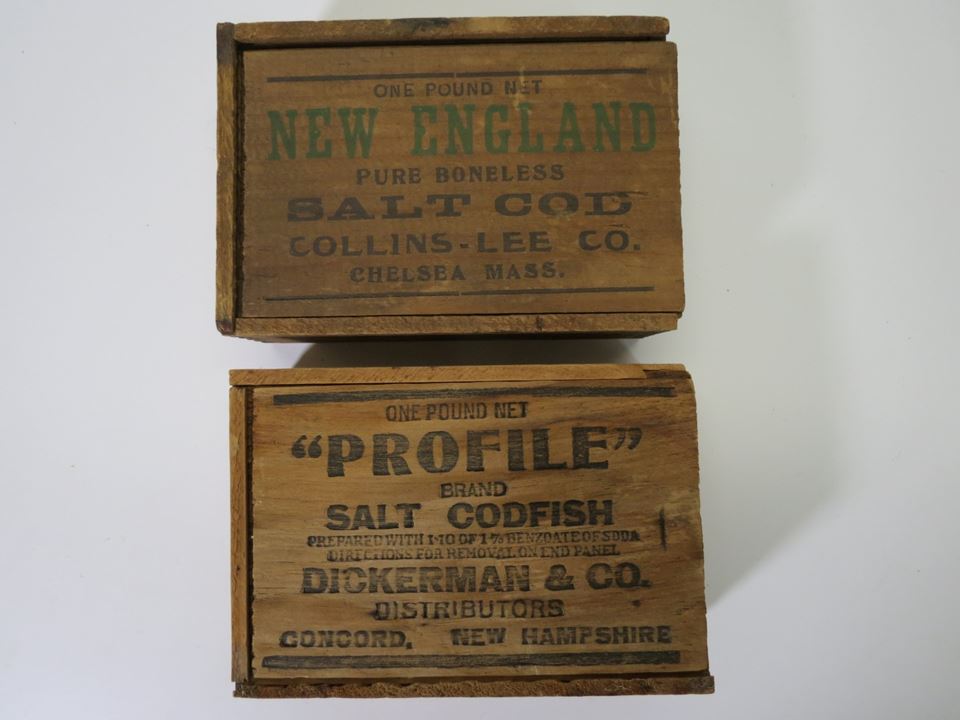 ONE POUND NET
NEW ENGLAND
PURE BONELESS
SALT COD
COLLINS-LEE CO.
CHELSEA MASS.
ONE POUND NET
"PROFILE"
BRAND
SALT CODFISH
PREPARED WITH 1-10 OF 1% BENZOATE OF SODA
DIRECTIONS FOR REMOVAL ON END PANEL
DICKERMAN & CO.
DISTRIBUTORS
CONCORD, NEW HAMPSHIRE